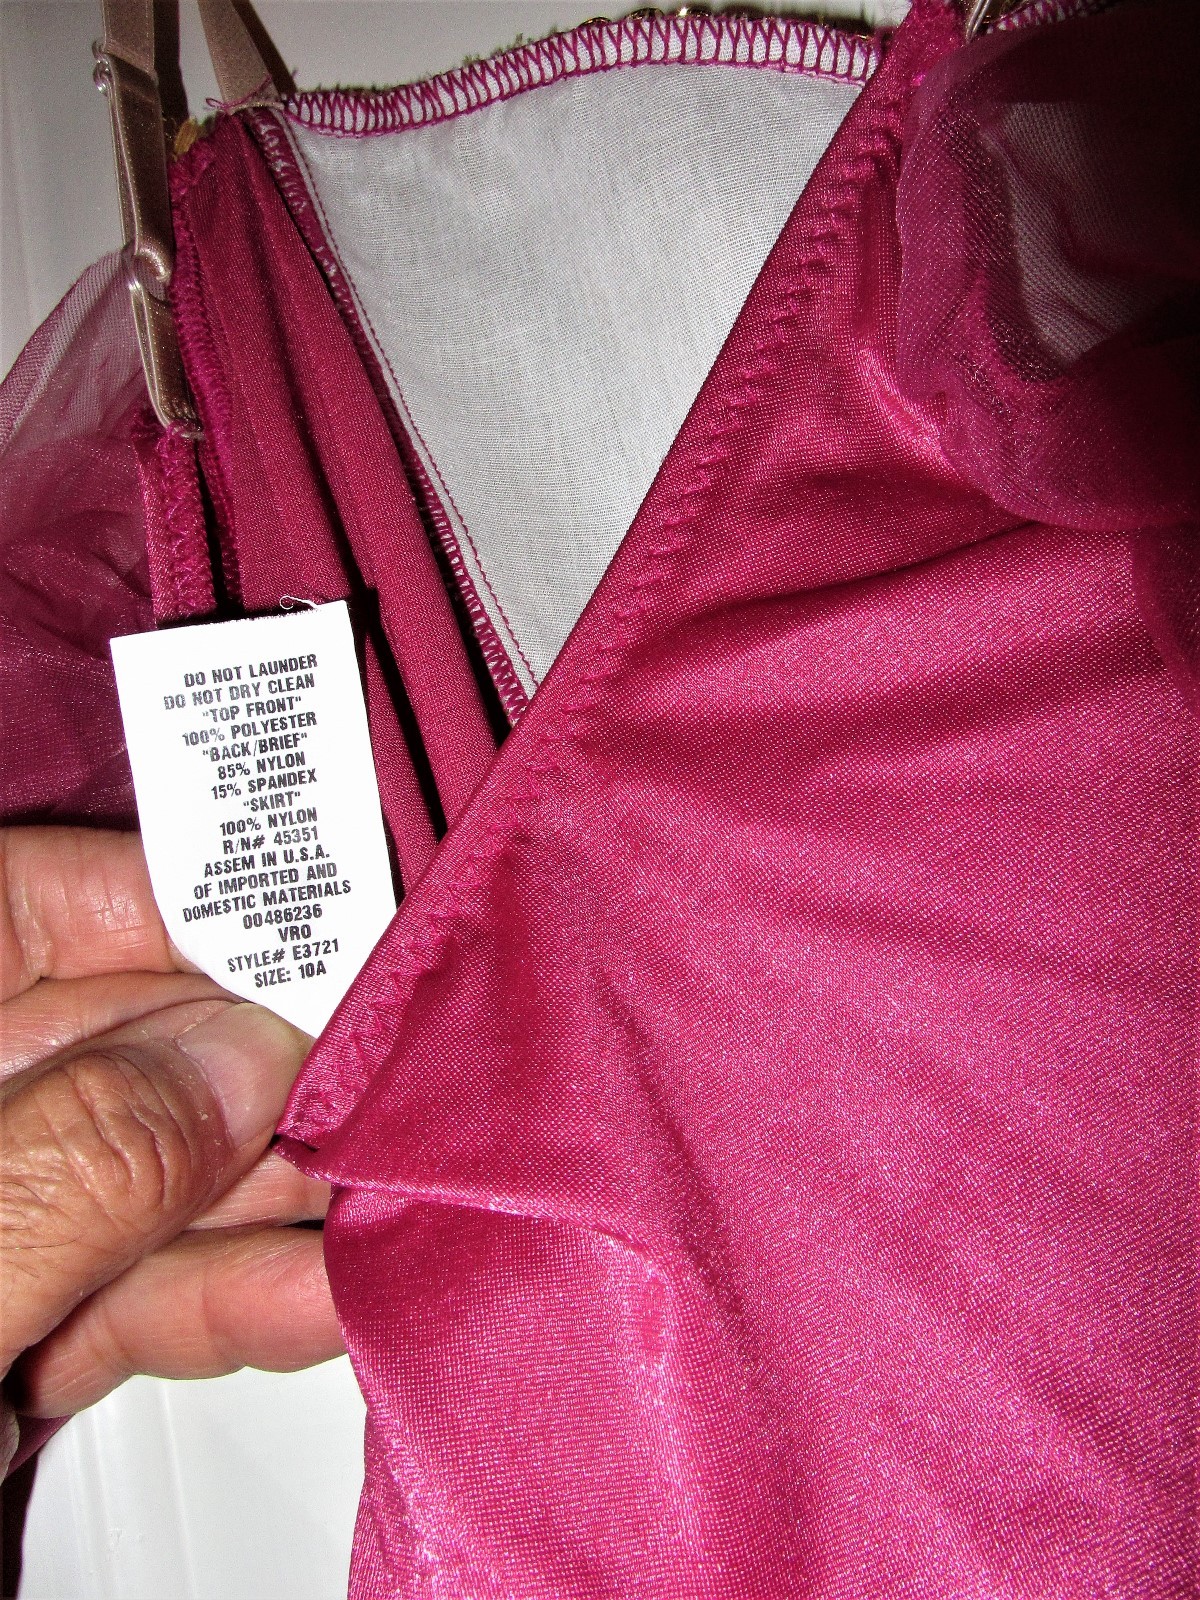 DO NOT LAUNDER
DO NOT DRY CLEAN
"TOP FRONT"
100% POLYESTER
"BACK/BRIEF"
85% NYLON
15% SPANDEX
"SKIRT"
100% NYLON
R/N# 45351
ASSEM IN U.S.A.
OF IMPORTED AND
DOMESTIC MATERIALS
00486236
VRO
STYLE# E3721
SIZE: 10A